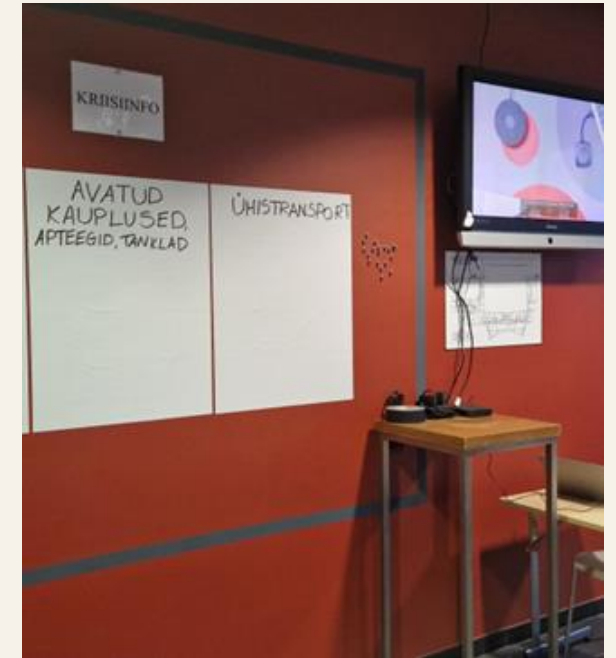 KRIISIINFO
AVATUD
KAUPLUSED,
APTEEGID, TANKLAD
ÜHISTRANSPORT